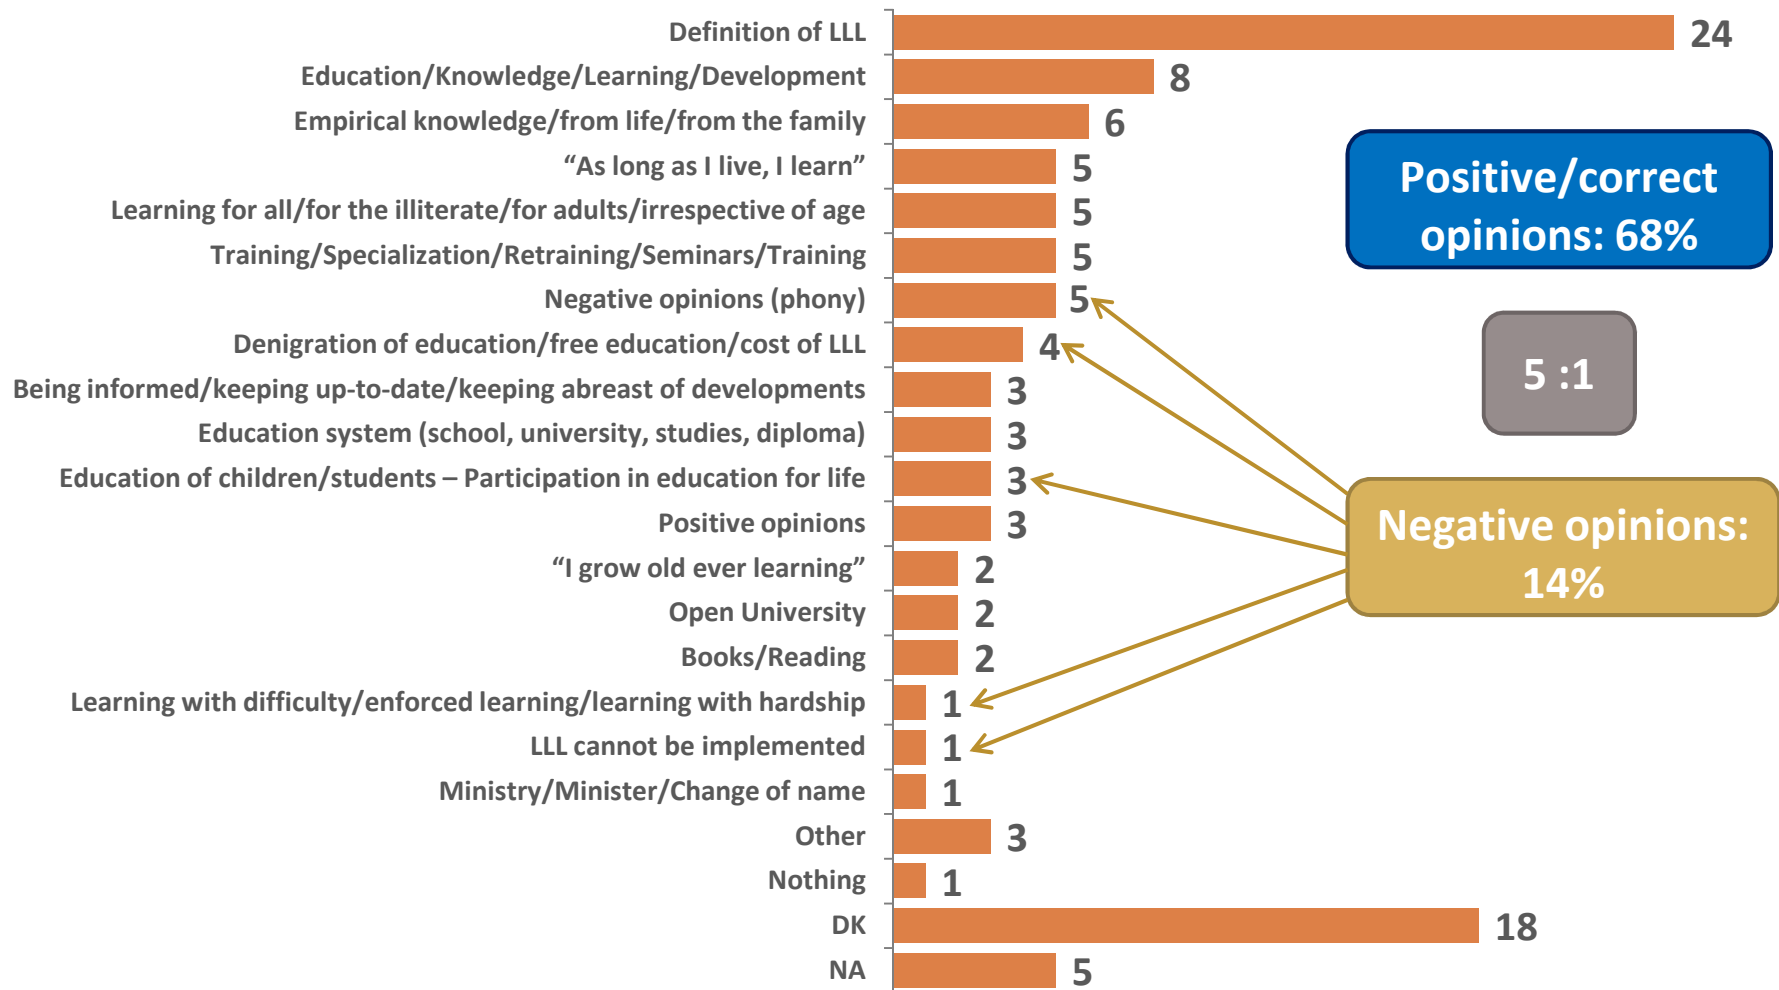 Definition of LLL 24
Education/Knowledge/Learning/Development 8
Empirical knowledge/from life/from the family 6
“As long as I live, I learn” 5
Learning for all/for the illiterate/for adults/irrespective of age 5
Training/Specialization/Retraining/Seminars/Training 5
Negative opinions (phony) 5
Denigration of education/free education/cost of LLL 4
Being informed/keeping up-to-date/keeping abreast of developments 3
Education system (school, university, studies, diploma) 3
Education of children/students – Participation in education for life 3
Positive opinions 3
“I grow old ever learning” 2
Open University 2
Books/Reading 2
Learning with difficulty/enforced learning/learning with hardship 1
LLL cannot be implemented 1
Ministry/Minister/Change of name 1
Other 3
Nothing 1
DK 18
NA 5
Positive/correct
opinions: 68%
5 :1
Negative opinions:
14%